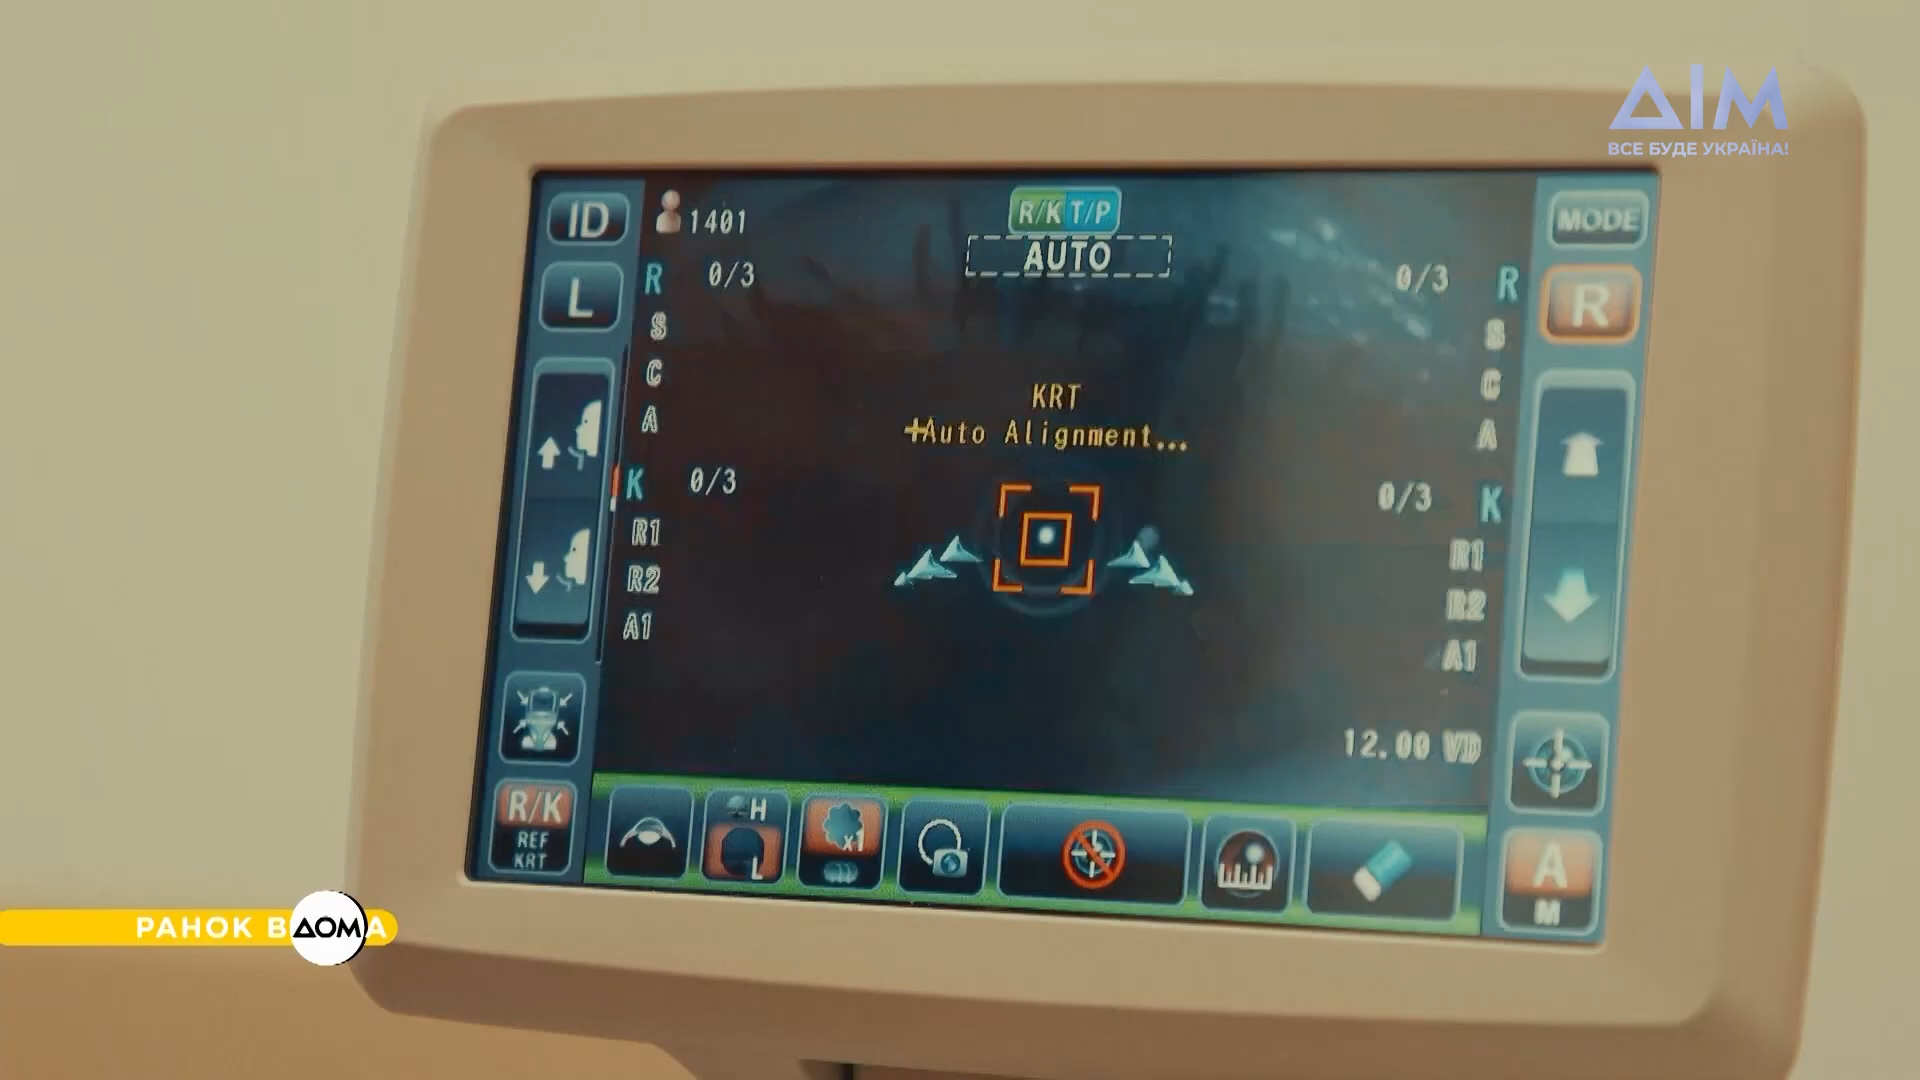 ДІМ
ВСЕ БУДЕ УКРАЇНА!
ID
1401
R/K T/P
MODE
AUTO
L
R 0/3
0/3 R
R
S
S
C
C
A
A
KRT
Auto Alignment...
K 0/3
0/3 K
R1
R1
R2
R2
A1
A1
12.00 VD
R/K
REF
KRT
H
L
x1
A
M
РАНОК ВДОМА